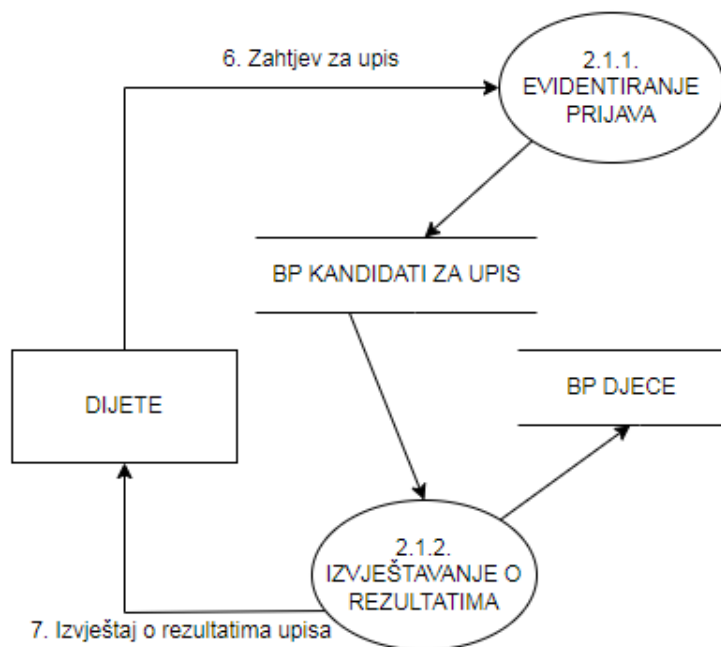 6. Zahtjev za upis
2.1.1.
EVIDENTIRANJE
PRIJAVA
BP KANDIDATI ZA UPIS
BP DJECE
DIJETE
2.1.2.
IZVJEŠTAVANJE O
REZULTATIMA
7. Izvještaj o rezultatima upisa